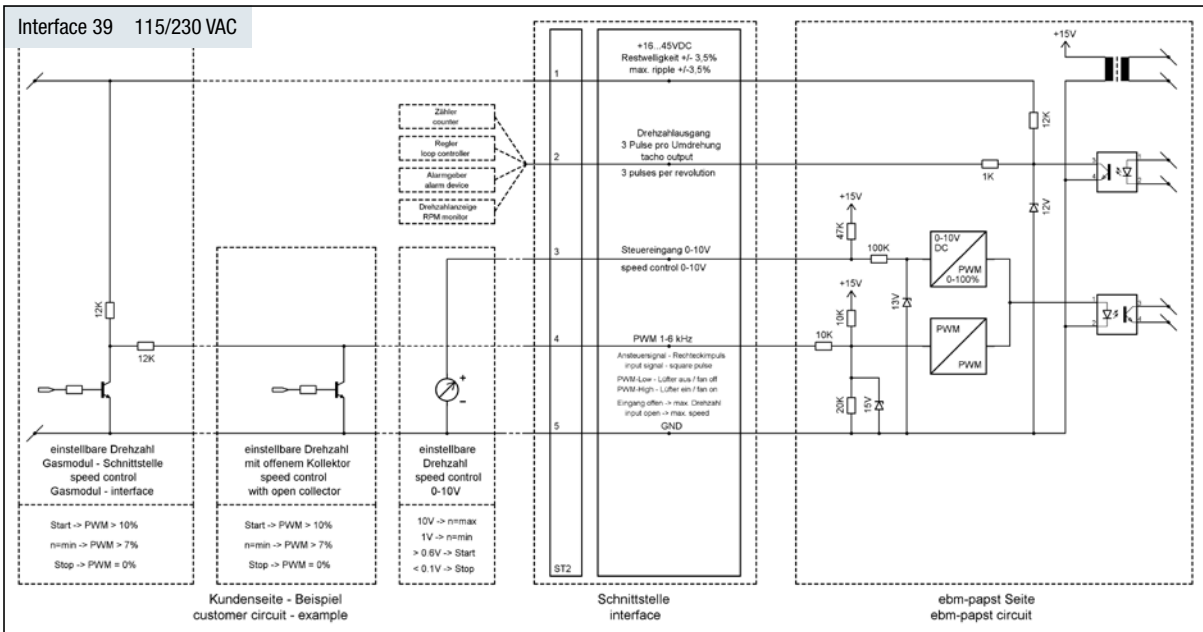 Interface 39 115/230 VAC
+16...45VDC
Restwelligkeit +/- 3,5%
max. ripple +/-3,5%
+15V
1
12K
Zähler
counter
Regler
loop controller
Alarmgeber
alarm device
Drehzahlanzeige
RPM monitor
2
Drehzahlausgang
3 Pulse pro Umdrehung
tacho output
3 pulses per revolution
1K
12V
+15V
47K
3
Steuereingang 0-10V
speed control 0-10V
100K
0-10V
DC
PWM
0-100%
+15V
13V
10K
12K
12K
4
PWM 1-6 kHz
10K
PWM
PWM
1
2
Ansteuersignal - Rechteckimpuls
input signal - square pulse
PWM-Low - Lüfter aus / fan off
PWM-High - Lüfter ein / fan on
Eingang offen -> max. Drehzahl
input open -> max. speed
+
–
20K
15V
5
GND
einstellbare Drehzahl
Gasmodul - Schnittstelle
speed control
Gasmodul - interface
einstellbare Drehzahl
mit offenem Kollektor
speed control
with open collector
einstellbare
Drehzahl
speed control
0-10V
Start -> PWM > 10%
n=min -> PWM > 7%
Stop -> PWM = 0%
Start -> PWM > 10%
n=min -> PWM > 7%
Stop -> PWM = 0%
10V -> n=max
1V -> n=min
> 0.6V -> Start
< 0.1V -> Stop
ST2
Kundenseite - Beispiel
customer circuit - example
Schnittstelle
interface
ebm-papst Seite
ebm-papst circuit